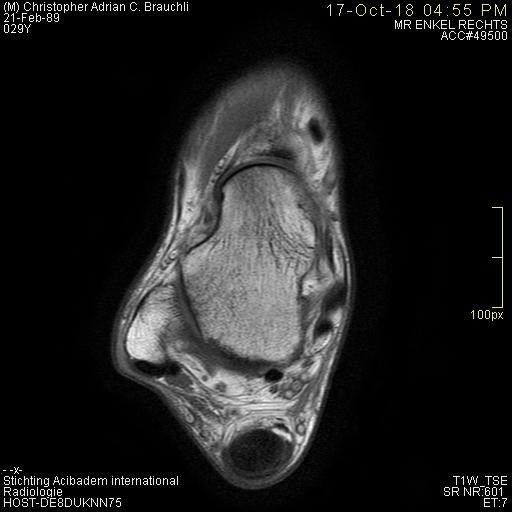 (M) Christopher Adrian C. Brauchli
21-Feb-89
029Y
17-Oct-18 04:55 PM
MR ENKEL RECHTS
ACC#49500
100px
--x-
Stichting Acibadem international
Radiologie
HOST-DE8DUKNN75
T1W_TSE
SR NR:601
ET:7